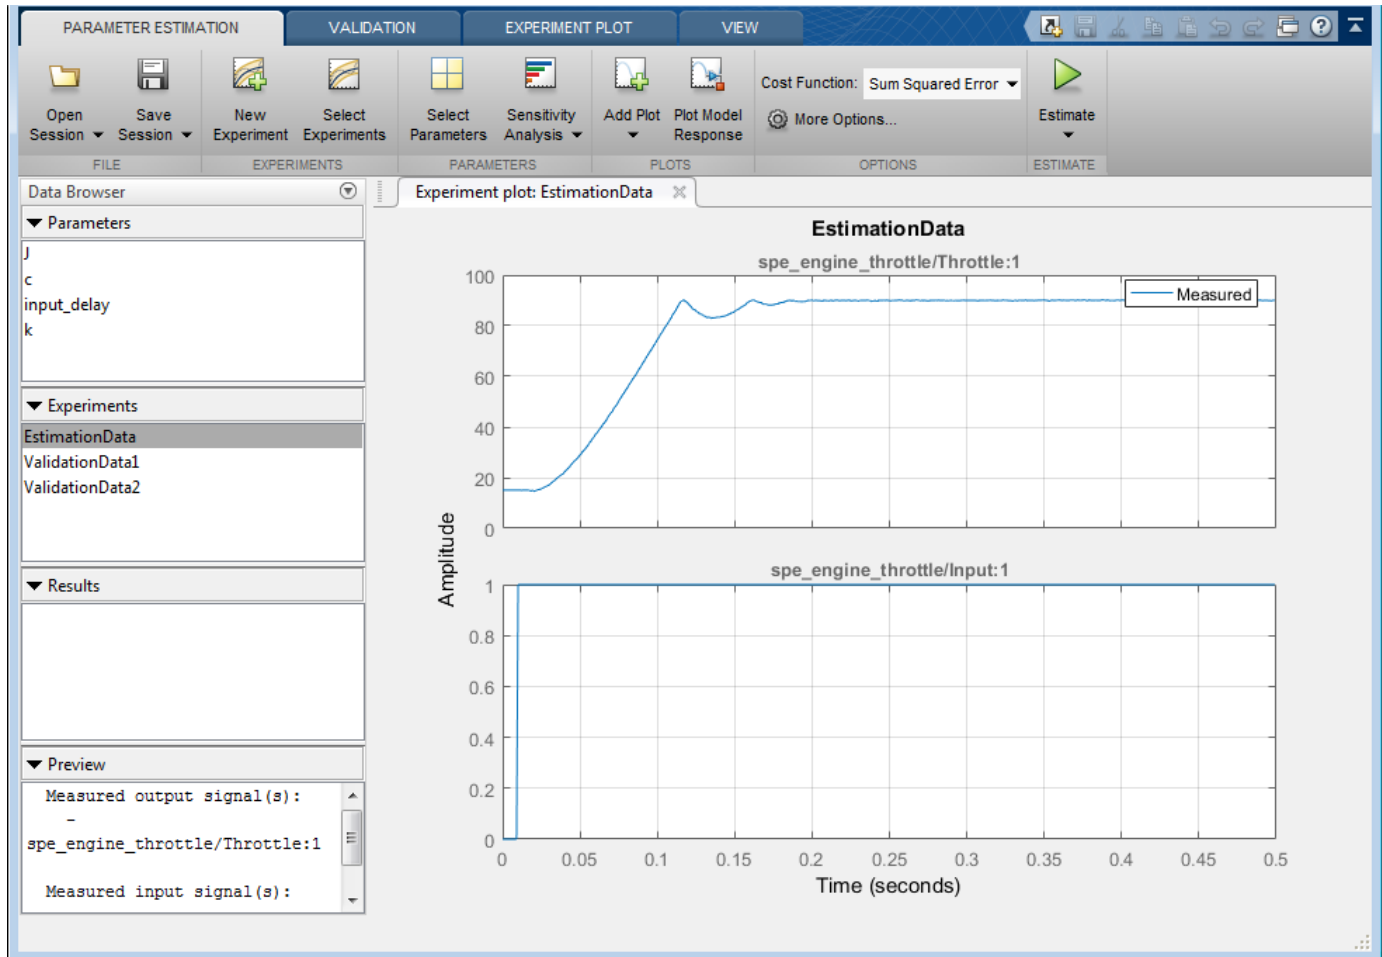 PARAMETER ESTIMATION
VALIDATION
EXPERIMENT PLOT
VIEW
Open Session
Save Session
New Experiment
Select Experiments
Select Parameters
Sensitivity Analysis
Add Plot
Plot Model Response
Cost Function: Sum Squared Error
More Options...
Estimate
FILE
EXPERIMENTS
PARAMETERS
PLOTS
OPTIONS
ESTIMATE
Data Browser
Parameters
J
c
input_delay
k
Experiments
EstimationData
ValidationData1
ValidationData2
Results
Preview
Measured output signal(s):
-
spe_engine_throttle/Throttle:1
Measured input signal(s):
Experiment plot: EstimationData
EstimationData
spe_engine_throttle/Throttle:1
Measured
100
80
60
40
20
0
Amplitude
spe_engine_throttle/Input:1
1
0.8
0.6
0.4
0.2
0
0 0.05 0.1 0.15 0.2 0.25 0.3 0.35 0.4 0.45 0.5
Time (seconds)